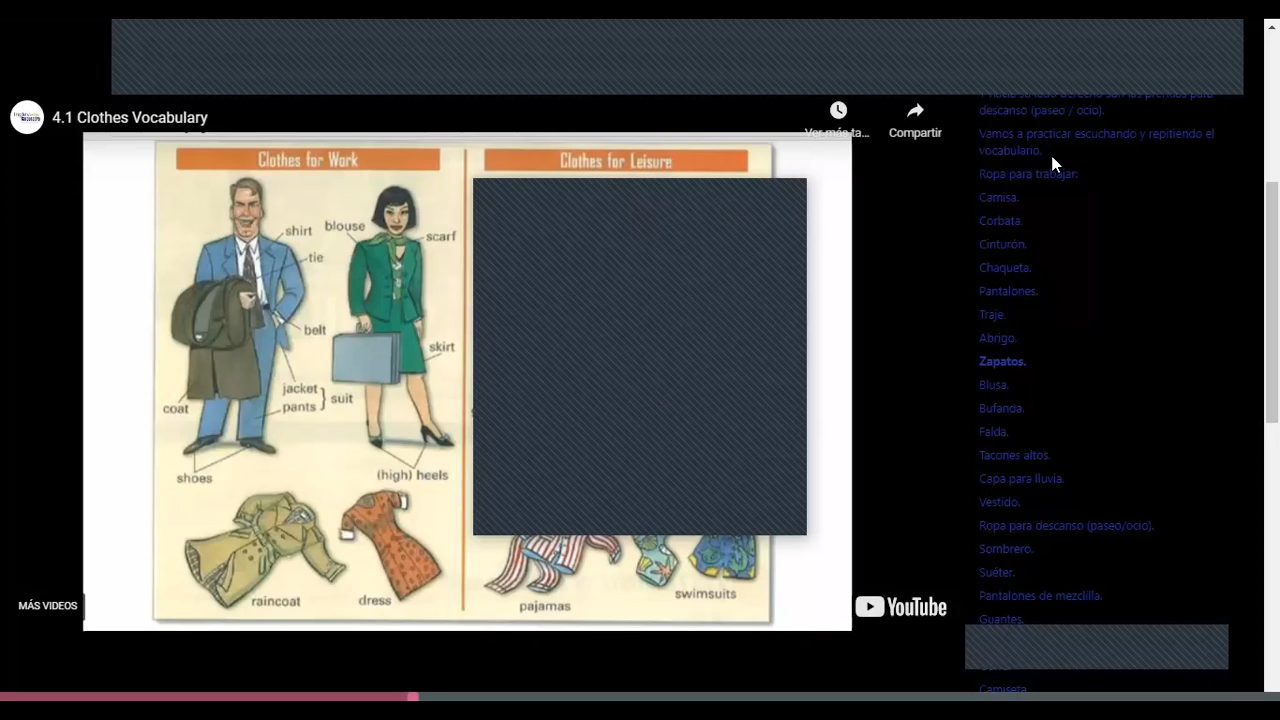 4.1 Clothes Vocabulary
Ver más ta...
Compartir
Clothes for Work
Clothes for Leisure
shirt
blouse
scarf
tie
belt
skirt
jacket
pants
suit
coat
shoes
(high) heels
raincoat
dress
pajamas
swimsuits
MÁS VIDEOS
YouTube
descanso (paseo / ocio).
Vamos a practicar escuchando y repitiendo el
vocabulario.
Ropa para trabajar:
Camisa.
Corbata.
Cinturón.
Chaqueta.
Pantalones.
Traje.
Abrigo.
Zapatos.
Blusa.
Bufanda.
Falda.
Tacones altos.
Capa para lluvia.
Vestido.
Ropa para descanso (paseo/ocio).
Sombrero.
Suéter.
Pantalones de mezclilla.
Guantes.
Camiseta.